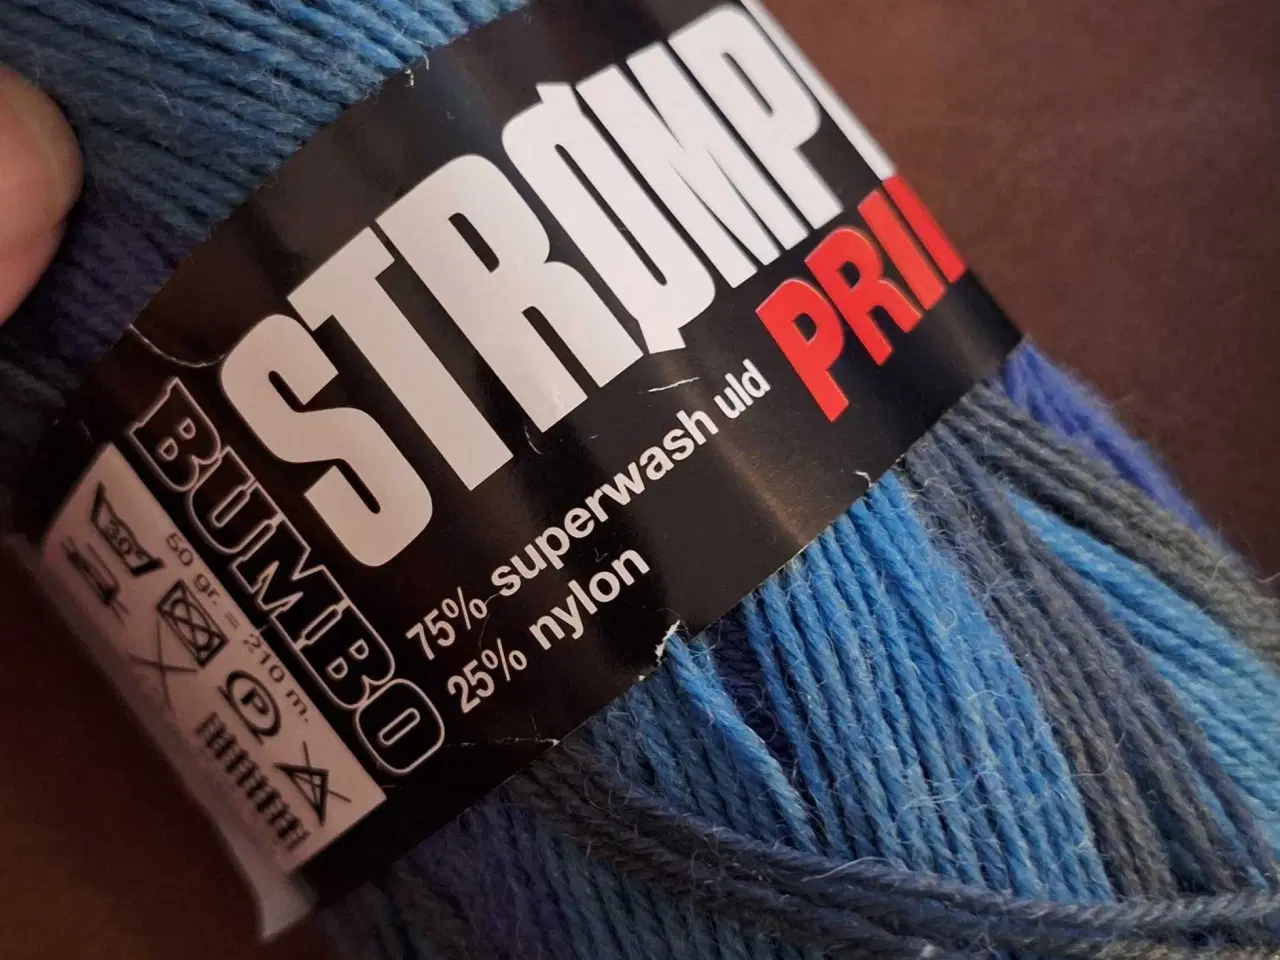 STRØMP
PRI
75% superwash uld
25% nylon
BUMBO
50 gr. = 210 m.
30°
P